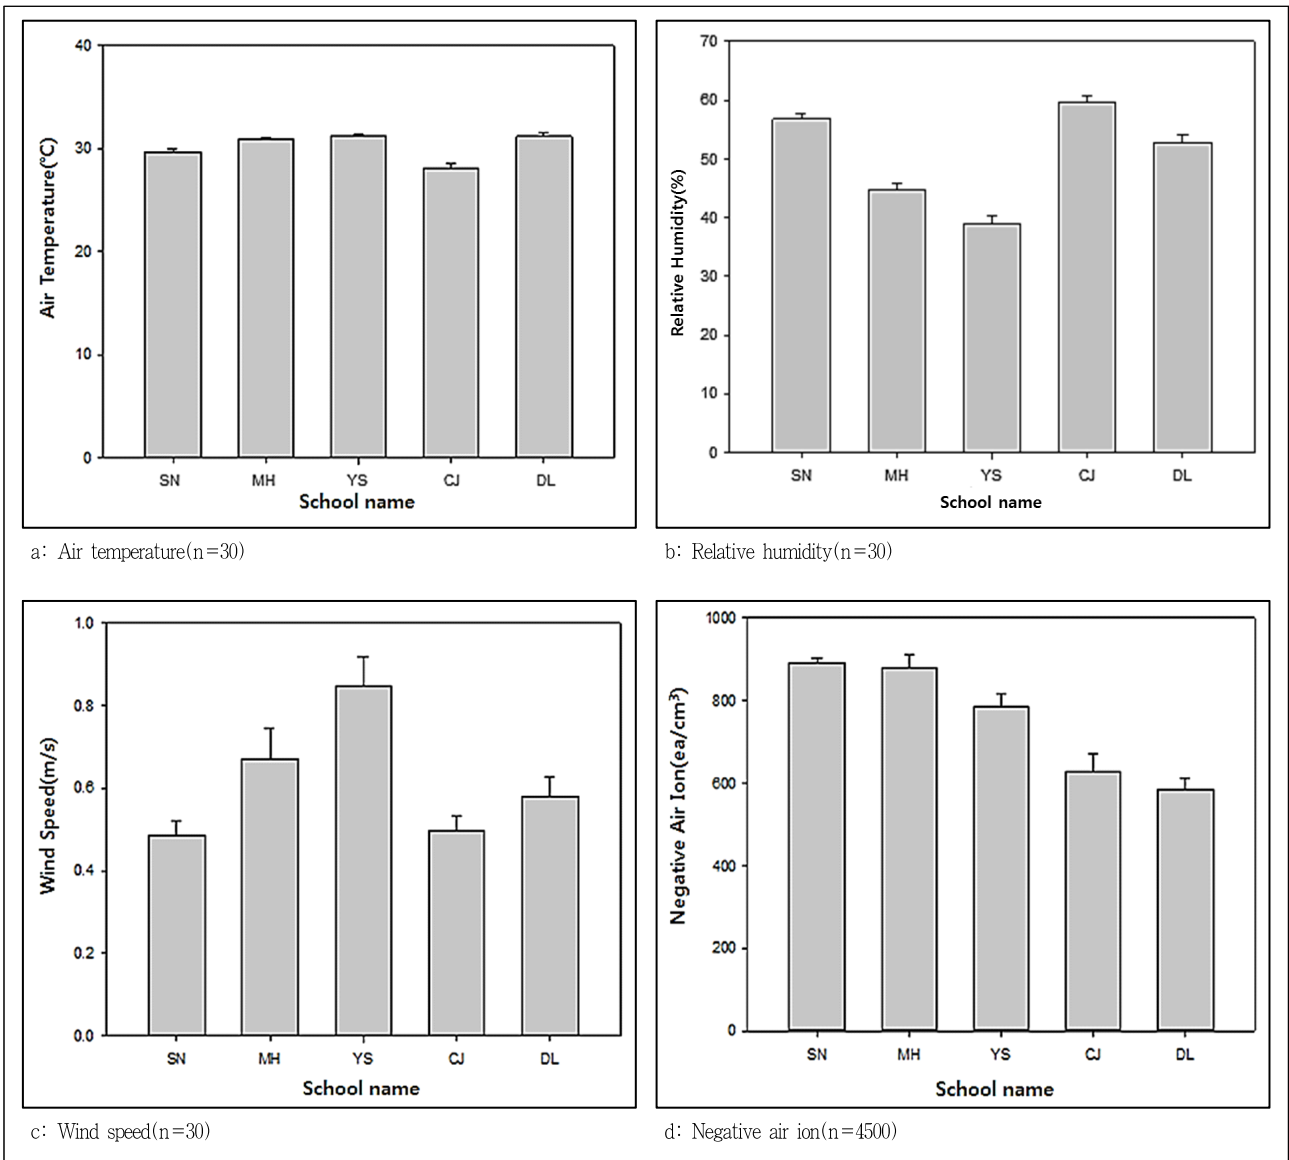 40
30
20
10
0
Air Temperature(℃)
SN MH YS CJ DL
School name
a: Air temperature(n=30)
70
60
50
40
30
20
10
0
Relative Humidity(%)
SN MH YS CJ DL
School name
b: Relative humidity(n=30)
1.0
0.8
0.6
0.4
0.2
0.0
Wind Speed(m/s)
SN MH YS CJ DL
School name
c: Wind speed(n=30)
1000
800
600
400
200
0
Negative Air Ion(ea/cm³)
SN MH YS CJ DL
School name
d: Negative air ion(n=4500)